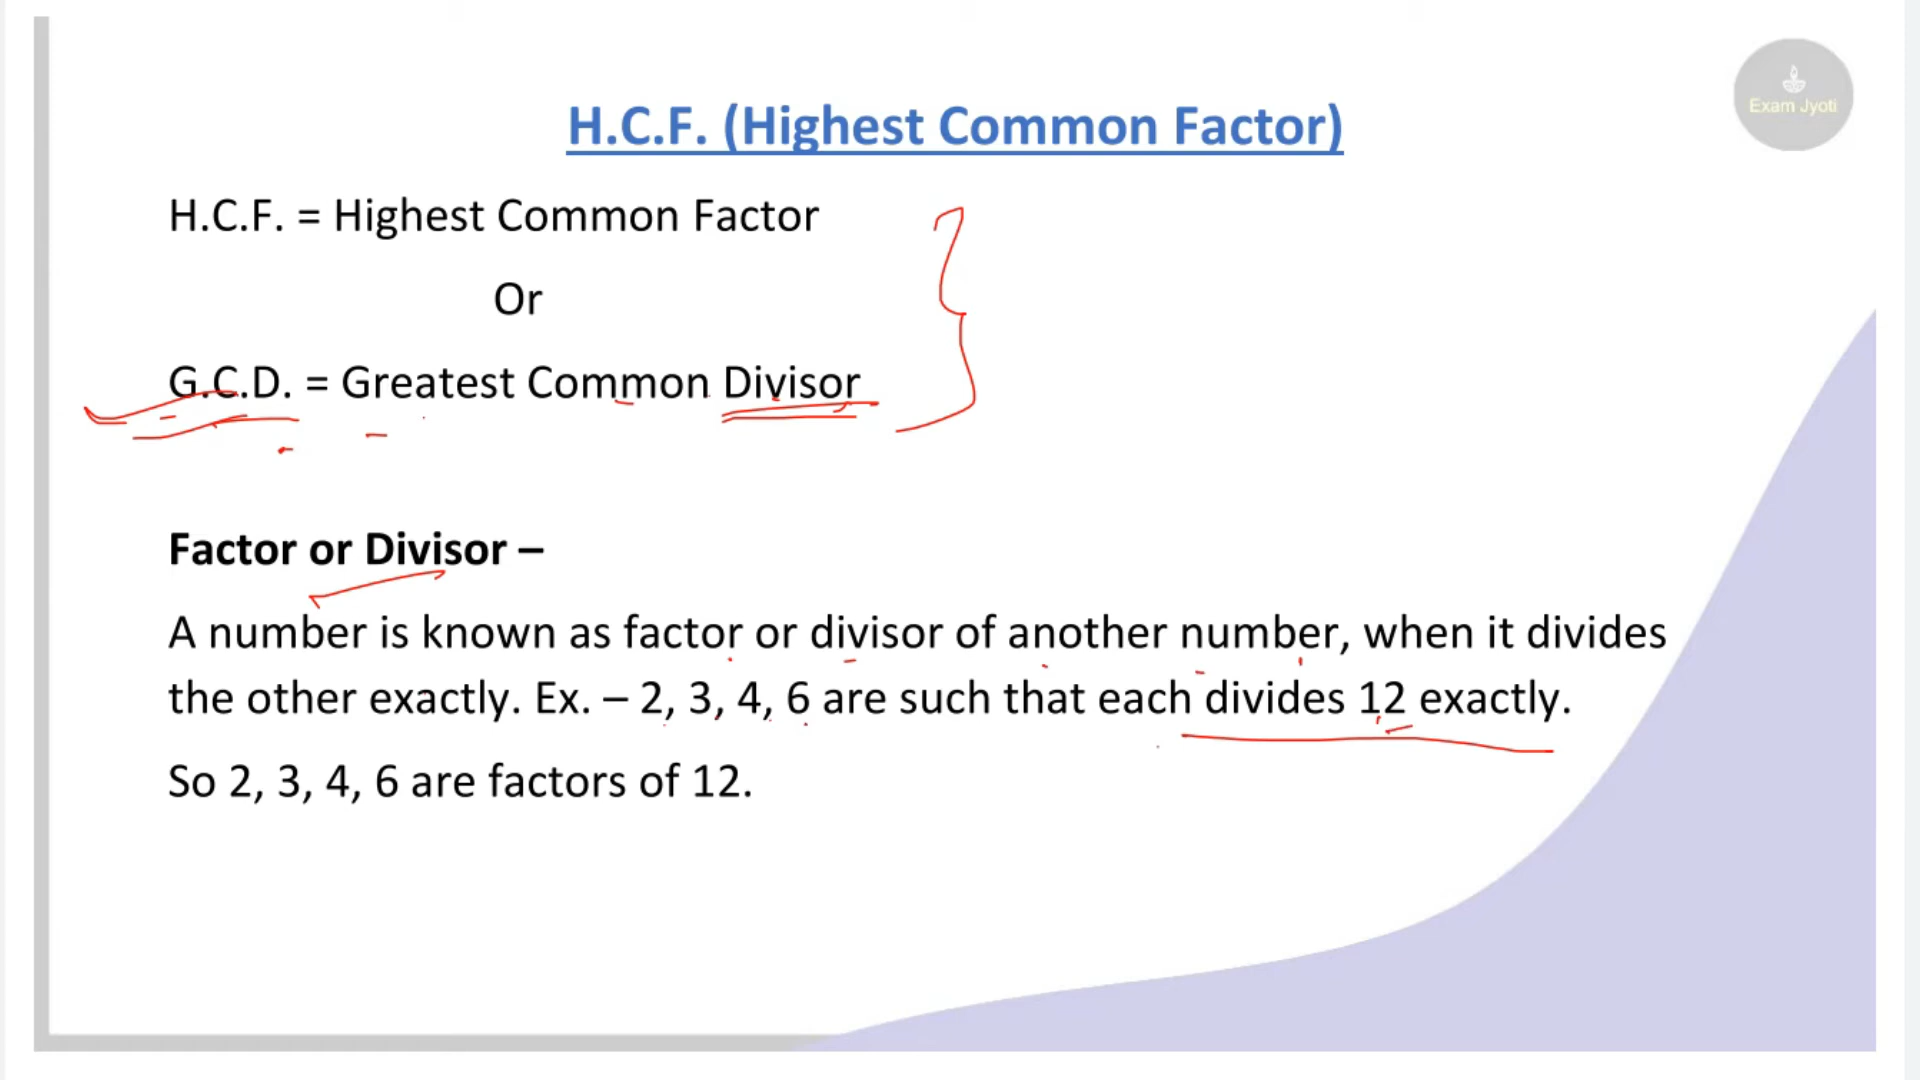 Exam Jyoti
H.C.F. (Highest Common Factor)
H.C.F. = Highest Common Factor
Or
G.C.D. = Greatest Common Divisor
Factor or Divisor –
A number is known as factor or divisor of another number, when it divides
the other exactly. Ex. – 2, 3, 4, 6 are such that each divides 12 exactly.
So 2, 3, 4, 6 are factors of 12.